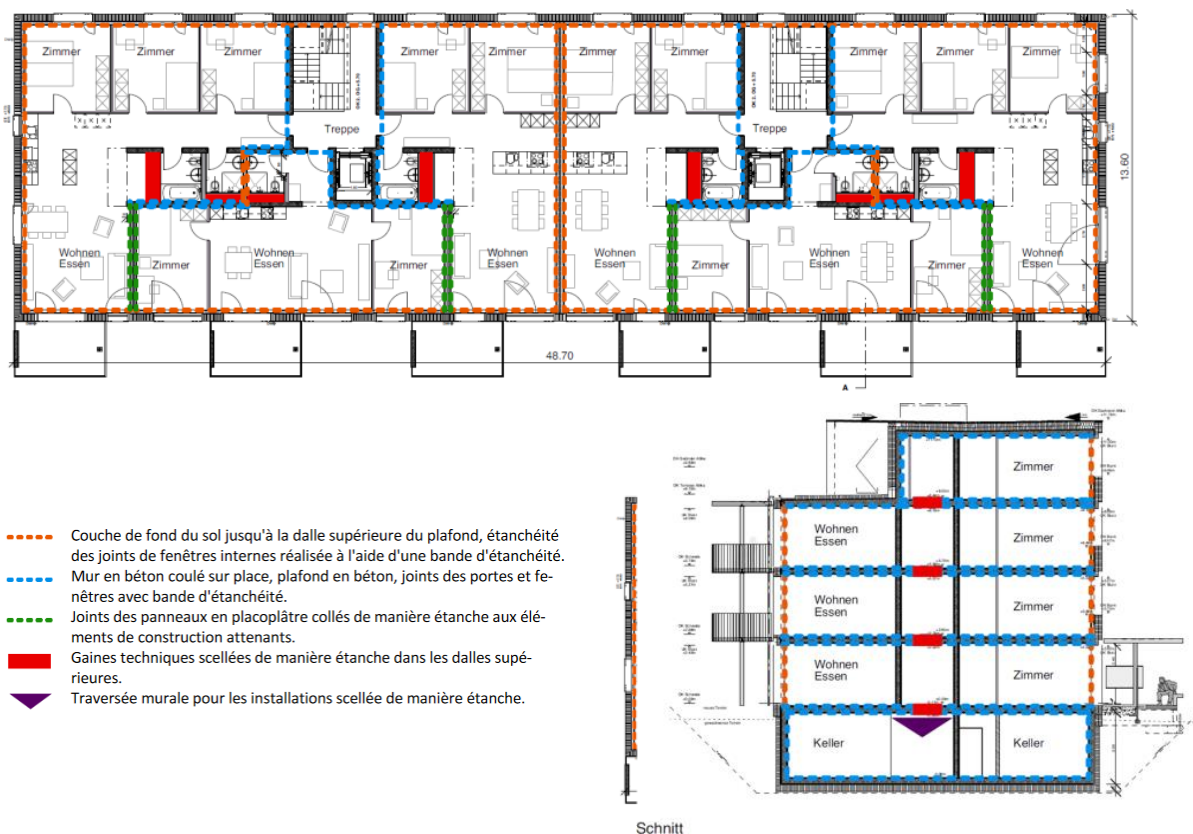 Zimmer Zimmer Zimmer Zimmer Zimmer Zimmer Zimmer Zimmer Zimmer Zimmer
Treppe Treppe
13.60
Wohnen
Essen
Zimmer
Wohnen
Essen
Zimmer
Wohnen
Essen
Wohnen
Essen
Zimmer
Wohnen
Essen
Zimmer
Wohnen
Essen
48.70
A
Couche de fond du sol jusqu'à la dalle supérieure du plafond, étanchéité
des joints de fenêtres internes réalisée à l'aide d'une bande d'étanchéité.
Mur en béton coulé sur place, plafond en béton, joints des portes et fe-
nêtres avec bande d'étanchéité.
Joints des panneaux en placoplâtre collés de manière étanche aux élé-
ments de construction attenants.
Gaines techniques scellées de manière étanche dans les dalles supé-
rieures.
Traversée murale pour les installations scellée de manière étanche.
Zimmer
Wohnen
Essen
Zimmer
Wohnen
Essen
Zimmer
Wohnen
Essen
Zimmer
Keller Keller
Schnitt